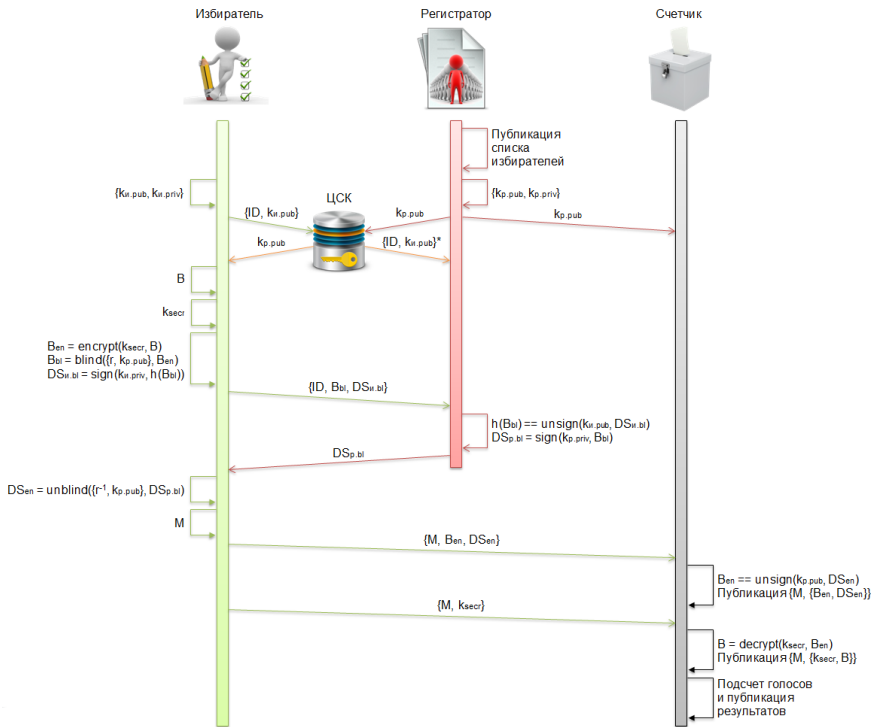 Избиратель
Регистратор
Счетчик
Публикация
списка
избирателей
{kи.pub, kи.priv}
{kр.pub, kр.priv}
ЦСК
{ID, kи.pub}
kр.pub
kр.pub
kр.pub
{ID, kи.pub}*
B
ksecr
Ben = encrypt(ksecr, B)
Bbl = blind({r, kр.pub}, Ben)
DSи.bl = sign(kи.priv, h(Bbl))
{ID, Bbl, DSи.bl}
h(Bbl) == unsign(kи.pub, DSи.bl)
DSр.bl = sign(kр.priv, Bbl)
DSр.bl
DSen = unblind({r-1, kр.pub}, DSр.bl)
M
{M, Ben, DSen}
Ben == unsign(kр.pub, DSen)
Публикация {M, {Ben, DSen}}
{M, ksecr}
B = decrypt(ksecr, Ben)
Публикация {M, {ksecr, B}}
Подсчет голосов
и публикация
результатов